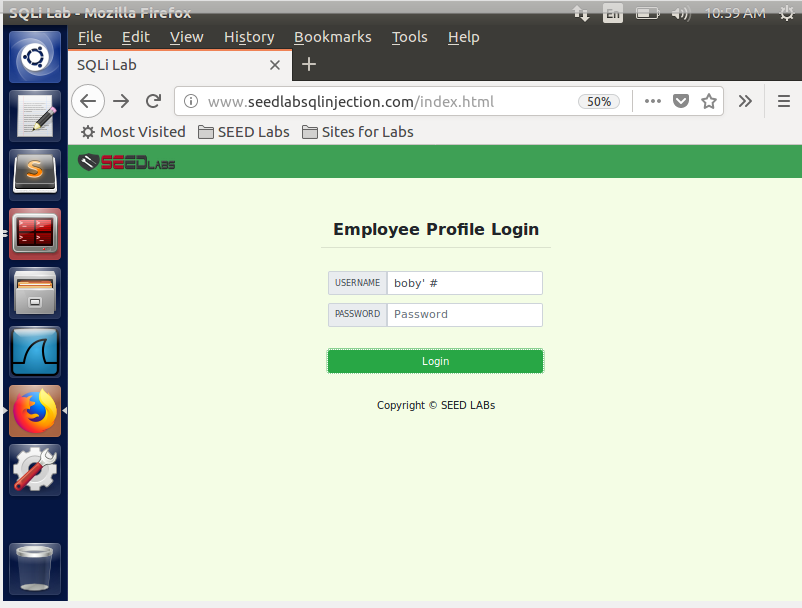 SQLi Lab - Mozilla Firefox En 10:59 AM
File Edit View History Bookmarks Tools Help
SQLi Lab
www.seedlabsqlinjection.com/index.html 50%
Most Visited SEED Labs Sites for Labs
SEEDLABS
Employee Profile Login
USERNAME boby' #
PASSWORD Password
Login
Copyright © SEED LABs